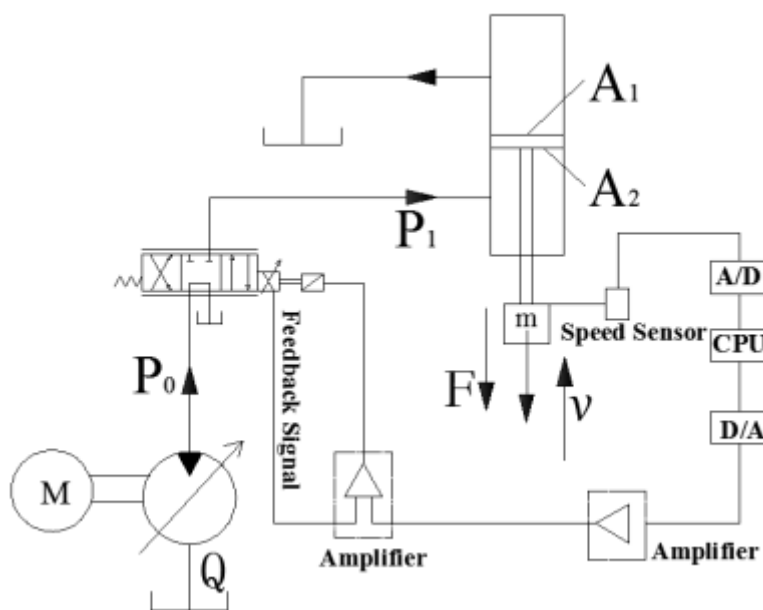 A1
A2
P1
A/D
m
Speed Sensor
CPU
Feedback Signal
P0
F
v
D/A
M
Q
Amplifier
Amplifier